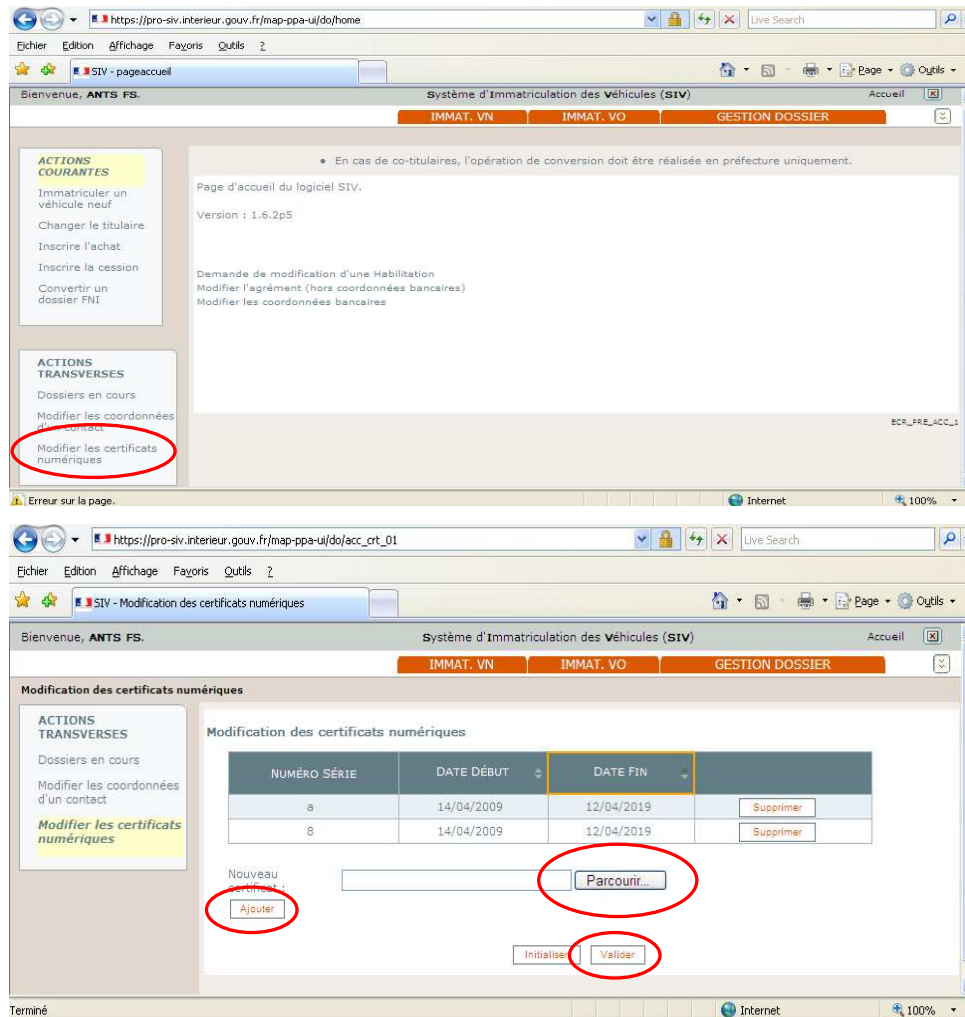 https://pro-siv.interieur.gouv.fr/map-ppa-ui/do/home
Live Search
Eichier Edition Affichage Favoris Outils ?
SIV - pageaccueil
Page
Outils
Bienvenue, ANTS FS.
Système d'Immatriculation des Véhicules (SIV)
Accueil
IMMAT. VN
IMMAT. VO
GESTION DOSSIER
ACTIONS
COURANTES
Immatriculer un
véhicule neuf
Changer le titulaire
Inscrire l'achat
Inscrire la cession
Convertir un
dossier FNI
• En cas de co-titulaires, l'opération de conversion doit être réalisée en préfecture uniquement.
Page d'accueil du logiciel SIV.
Version : 1.6.2p5
Demande de modification d'une Habilitation
Modifier l'agrément (hors coordonnées bancaires)
Modifier les coordonnées bancaires
ACTIONS
TRANSVERSES
Dossiers en cours
Modifier les coordonnées
d'un contact
Modifier les certificats
numériques
ECR_PRE_ACC_1
Erreur sur la page.
Internet
100%
https://pro-siv.interieur.gouv.fr/map-ppa-ui/do/acc_crt_01
Live Search
Eichier Edition Affichage Favoris Outils ?
SIV - Modification des certificats numériques
Page
Outils
Bienvenue, ANTS FS.
Système d'Immatriculation des Véhicules (SIV)
Accueil
IMMAT. VN
IMMAT. VO
GESTION DOSSIER
Modification des certificats numériques
ACTIONS
TRANSVERSES
Dossiers en cours
Modifier les coordonnées
d'un contact
Modifier les certificats
numériques
Modification des certificats numériques
NUMÉRO SÉRIE DATE DÉBUT DATE FIN
a 14/04/2009 12/04/2019 Supprimer
8 14/04/2009 12/04/2019 Supprimer
Nouveau
certificat :
Parcourir...
Ajouter
Initialiser
Valider
Terminé
Internet
100%